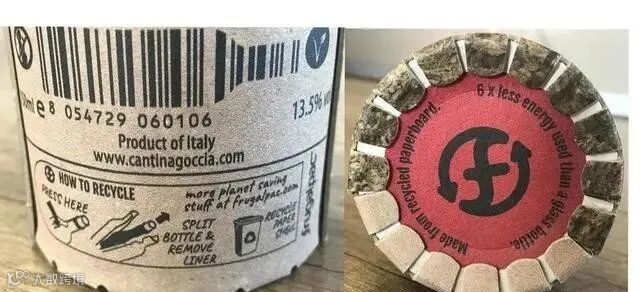 ml e 8 054729 060106
13.5%
Product of Italy
www.cantinagoccia.com
HOW TO RECYCLE
PRESS HERE
SPLIT
BOTTLE &
REMOVE
LINER
more planet saving
stuff at frugalpac.com
RECYCLE
PAPER
SHELL
frugalpac
6 x less energy used than a glass bottle.
Made from recycled paperboard.
大数跨境